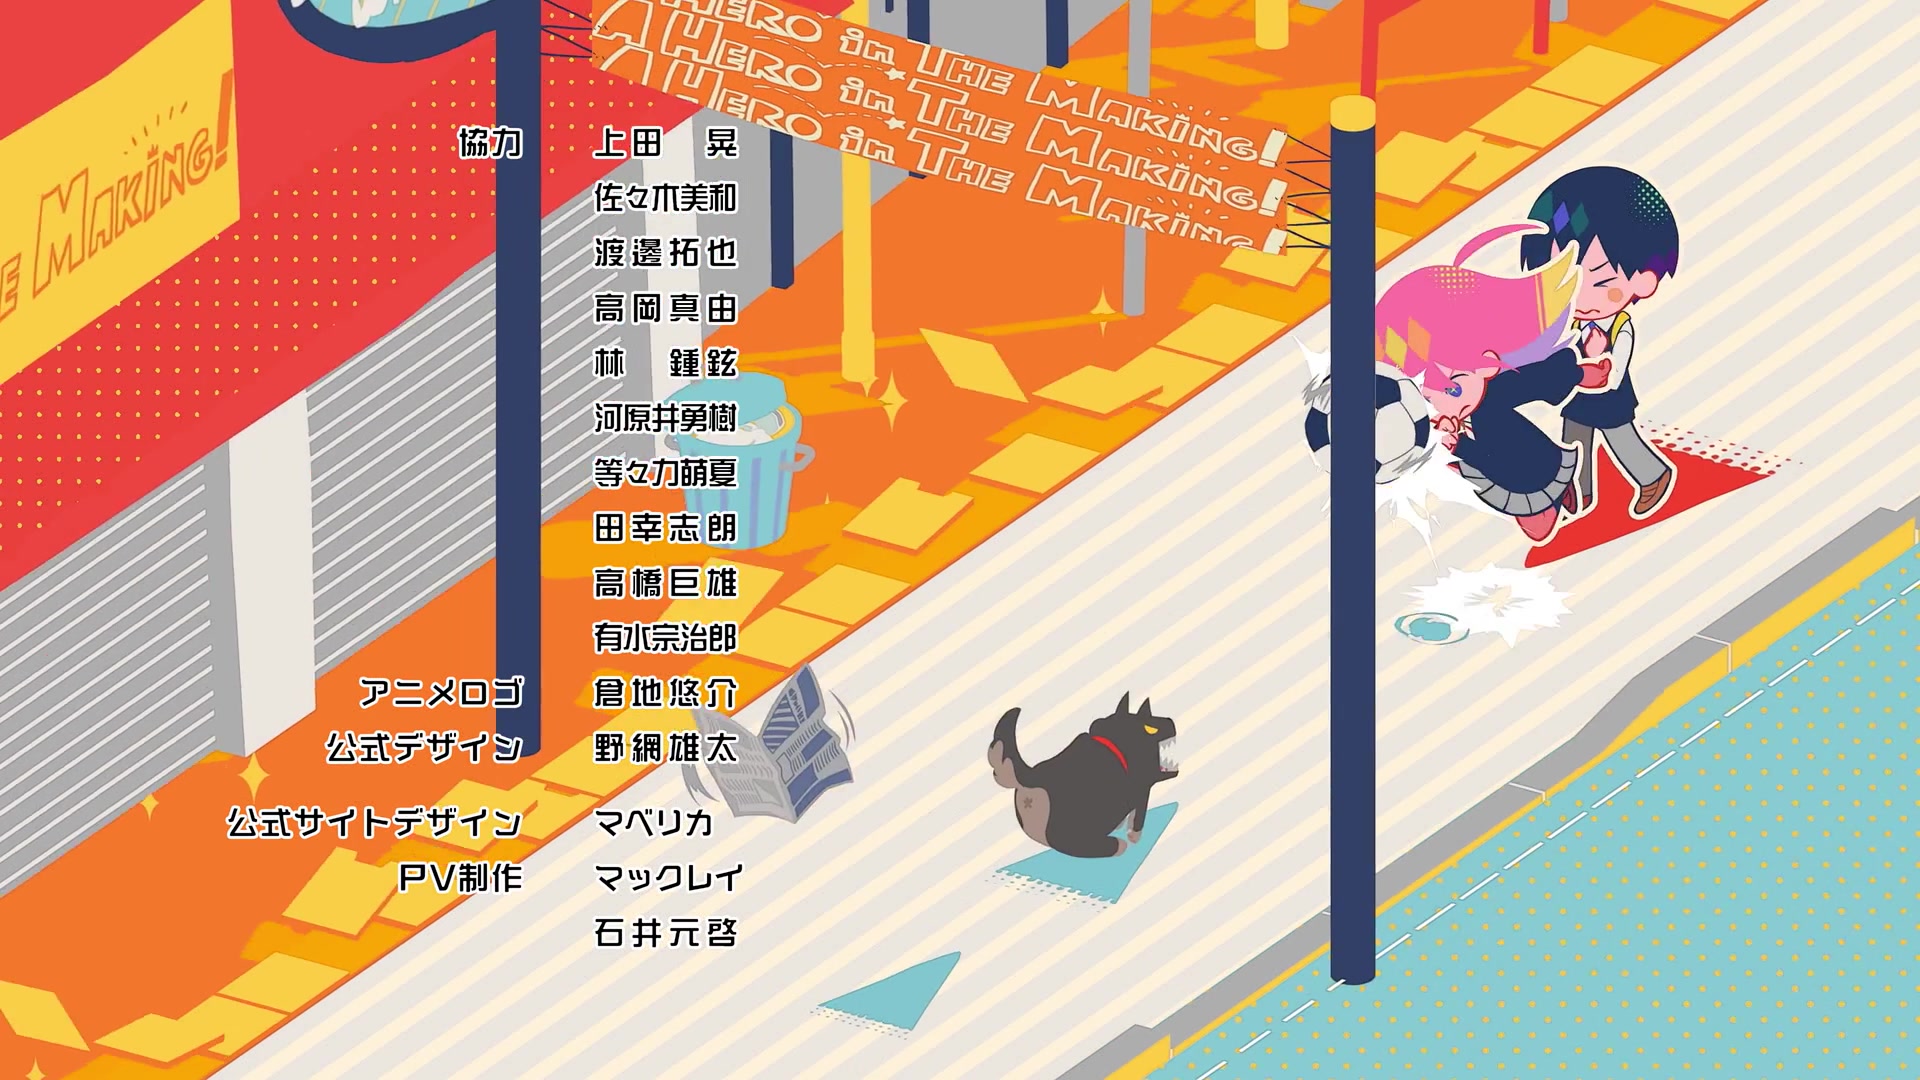 HERO in THE MAKING!
A HERO in THE MAKING!
A HERO in THE MAKING!
E MAKING!
協力 上田 晃
佐々木美和
渡邊拓也
高岡真由
林 鍾鉉
河原井勇樹
等々力萌夏
田幸志朗
高橋巨雄
有水宗治郎
アニメロゴ 倉地悠介
公式デザイン 野網雄太
公式サイトデザイン マベリカ
PV制作 マックレイ
石井元啓